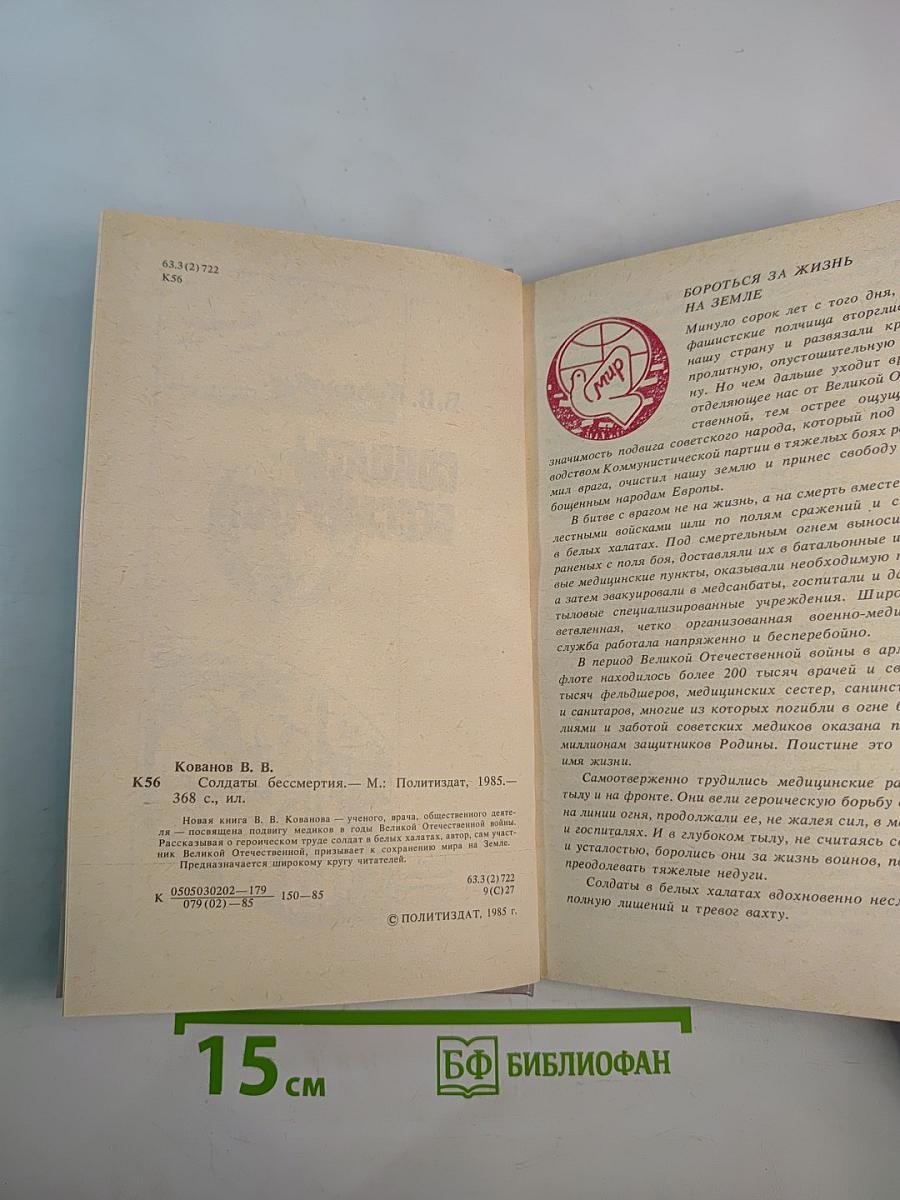 63.3(2)722
К56
Кованов В. В.
К56 Солдаты бессмертия.— М.: Политиздат, 1985.—
368 с., ил.
Новая книга В. В. Кованова — ученого, врача, общественного деяте-
ля — посвящена подвигу медиков в годы Великой Отечественной войны.
Рассказывая о героическом труде солдат в белых халатах, автор, сам участ-
ник Великой Отечественной, призывает к сохранению мира на Земле.
Предназначается широкому кругу читателей.
К 0505030202—179 150—85
079(02)—85
63.3(2)722
9(С)27
© ПОЛИТИЗДАТ, 1985 г.
БОРОТЬСЯ ЗА ЖИЗНЬ
НА ЗЕМЛЕ
мир
Минуло сорок лет с того дня,
фашистские полчища вторглис
нашу страну и развязали кр
пролитную, опустошительную
ну. Но чем дальше уходит вр
отделяющее нас от Великой О
ственной, тем острее ощущ
значимость подвига советского народа, который под
водством Коммунистической партии в тяжелых боях ра
мил врага, очистил нашу землю и принес свободу
бощенным народам Европы.
В битве с врагом не на жизнь, а на смерть вместе
лестными войсками шли по полям сражений и с
в белых халатах. Под смертельным огнем выноси
раненых с поля боя, доставляли их в батальонные и
вые медицинские пункты, оказывали необходимую п
а затем эвакуировали в медсанбаты, госпитали и да
тыловые специализированные учреждения. Широ
ветвленная, четко организованная военно-меди
служба работала напряженно и бесперебойно.
В период Великой Отечественной войны в ар
флоте находилось более 200 тысяч врачей и св
тысяч фельдшеров, медицинских сестер, санинст
и санитаров, многие из которых погибли в огне б
лиями и заботой советских медиков оказана п
миллионам защитников Родины. Поистине это
имя жизни.
Самоотверженно трудились медицинские ра
тылу и на фронте. Они вели героическую борьбу
на линии огня, продолжали ее, не жалея сил, в ме
и госпиталях. И в глубоком тылу, не считаясь с
и усталостью, боролись они за жизнь воинов, по
преодолевать тяжелые недуги.
Солдаты в белых халатах вдохновенно несл
полную лишений и тревог вахту.
15 см
БФ БИБЛИОФАН